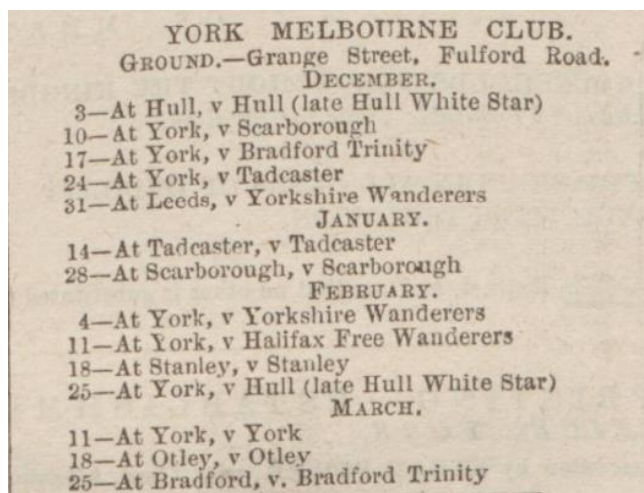 YORK MELBOURNE CLUB.
GROUND.—Grange Street, Fulford Road.
DECEMBER.
3—At Hull, v Hull (late Hull White Star)
10—At York, v Scarborough
17—At York, v Bradford Trinity
24—At York, v Tadcaster
31—At Leeds, v Yorkshire Wanderers
JANUARY.
14—At Tadcaster, v Tadcaster
28—At Scarborough, v Scarborough
FEBRUARY.
4—At York, v Yorkshire Wanderers
11—At York, v Halifax Free Wanderers
18—At Stanley, v Stanley
25—At York, v Hull (late Hull White Star)
MARCH.
11—At York, v York
18—At Otley, v Otley
25—At Bradford, v. Bradford Trinity